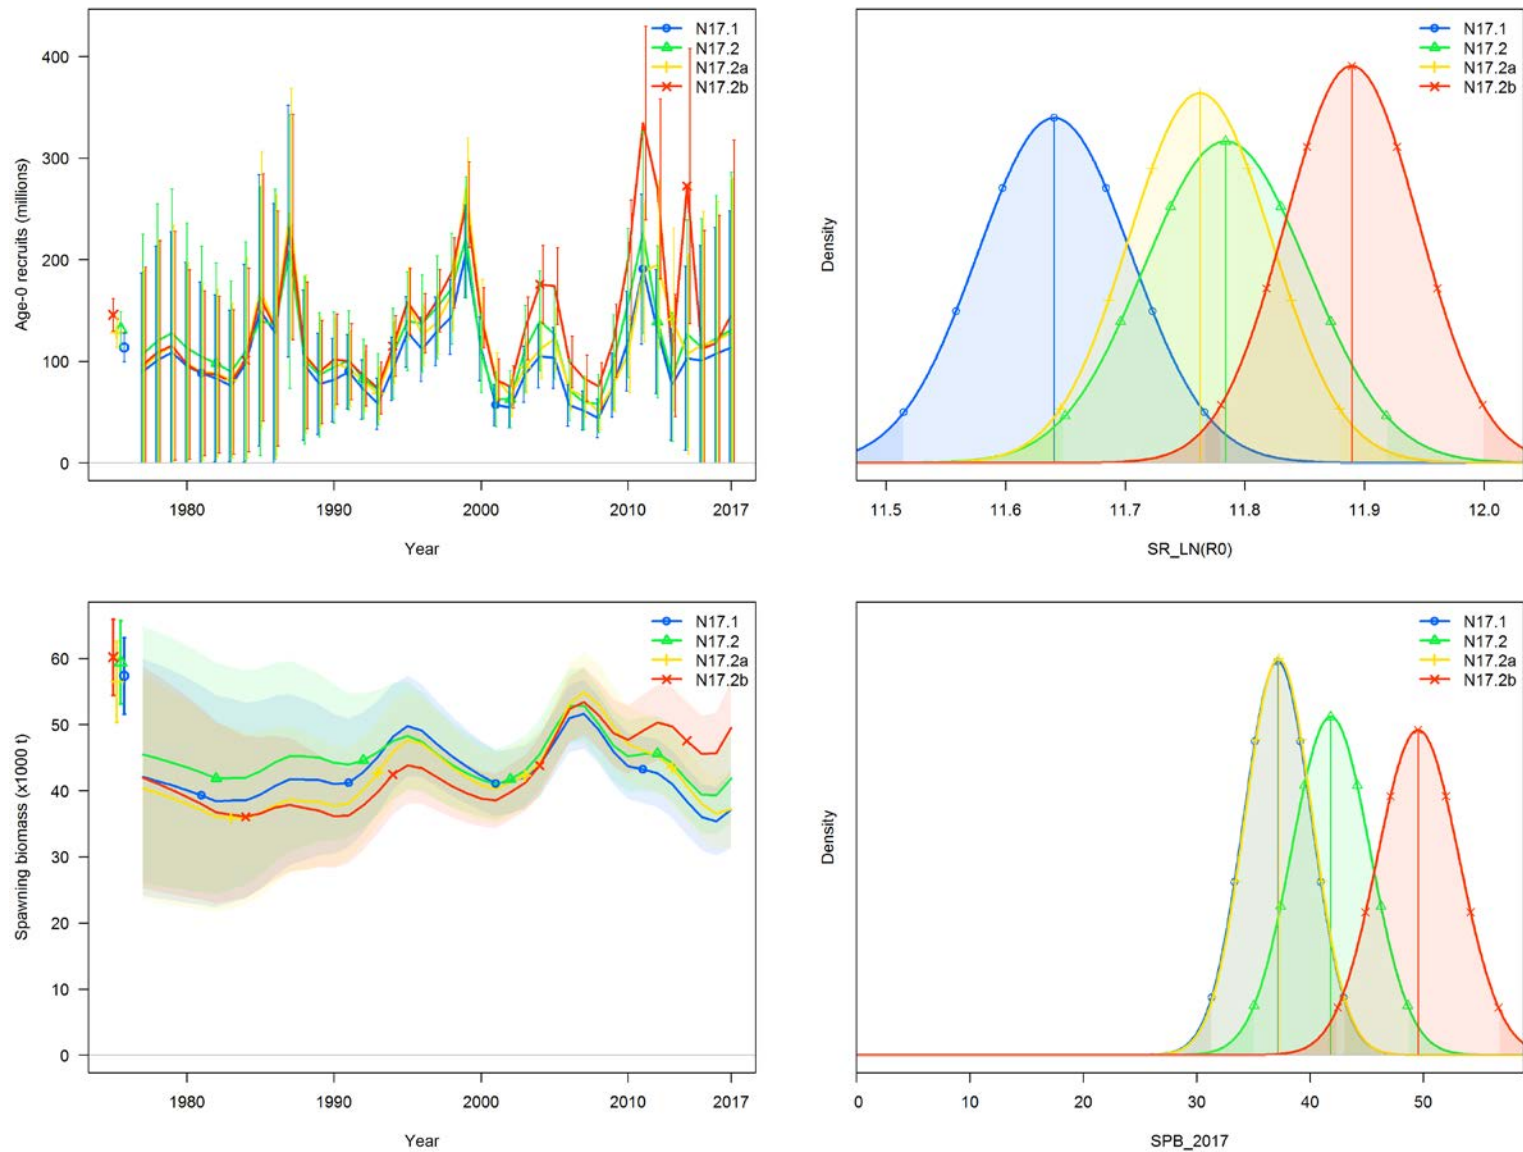 N17.1
N17.2
N17.2a
N17.2b
400
300
200
100
0
Age-0 recruits (millions)
1980 1990 2000 2010 2017
Year
N17.1
N17.2
N17.2a
N17.2b
Density
11.5 11.6 11.7 11.8 11.9 12.0
SR_LN(R0)
N17.1
N17.2
N17.2a
N17.2b
60
50
40
30
20
10
0
Spawning biomass (x1000 t)
1980 1990 2000 2010 2017
Year
N17.1
N17.2
N17.2a
N17.2b
Density
0 10 20 30 40 50
SPB_2017